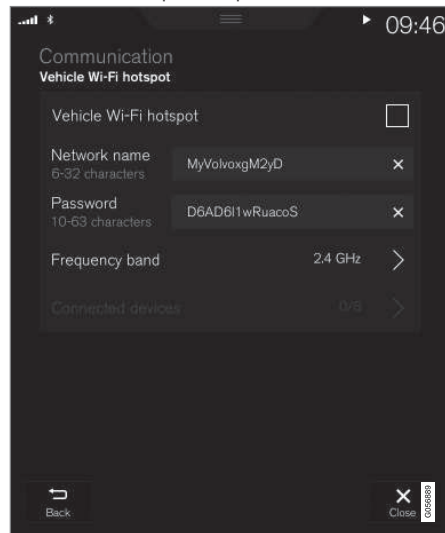 09:46
Communication
Vehicle Wi-Fi hotspot
Vehicle Wi-Fi hotspot
Network name
6-32 characters
MyVolvoxgM2yD
Password
10-63 characters
D6AD6l1wRuacoS
Frequency band
2.4 GHz
Connected devices
0/8
Back
Close
G056889